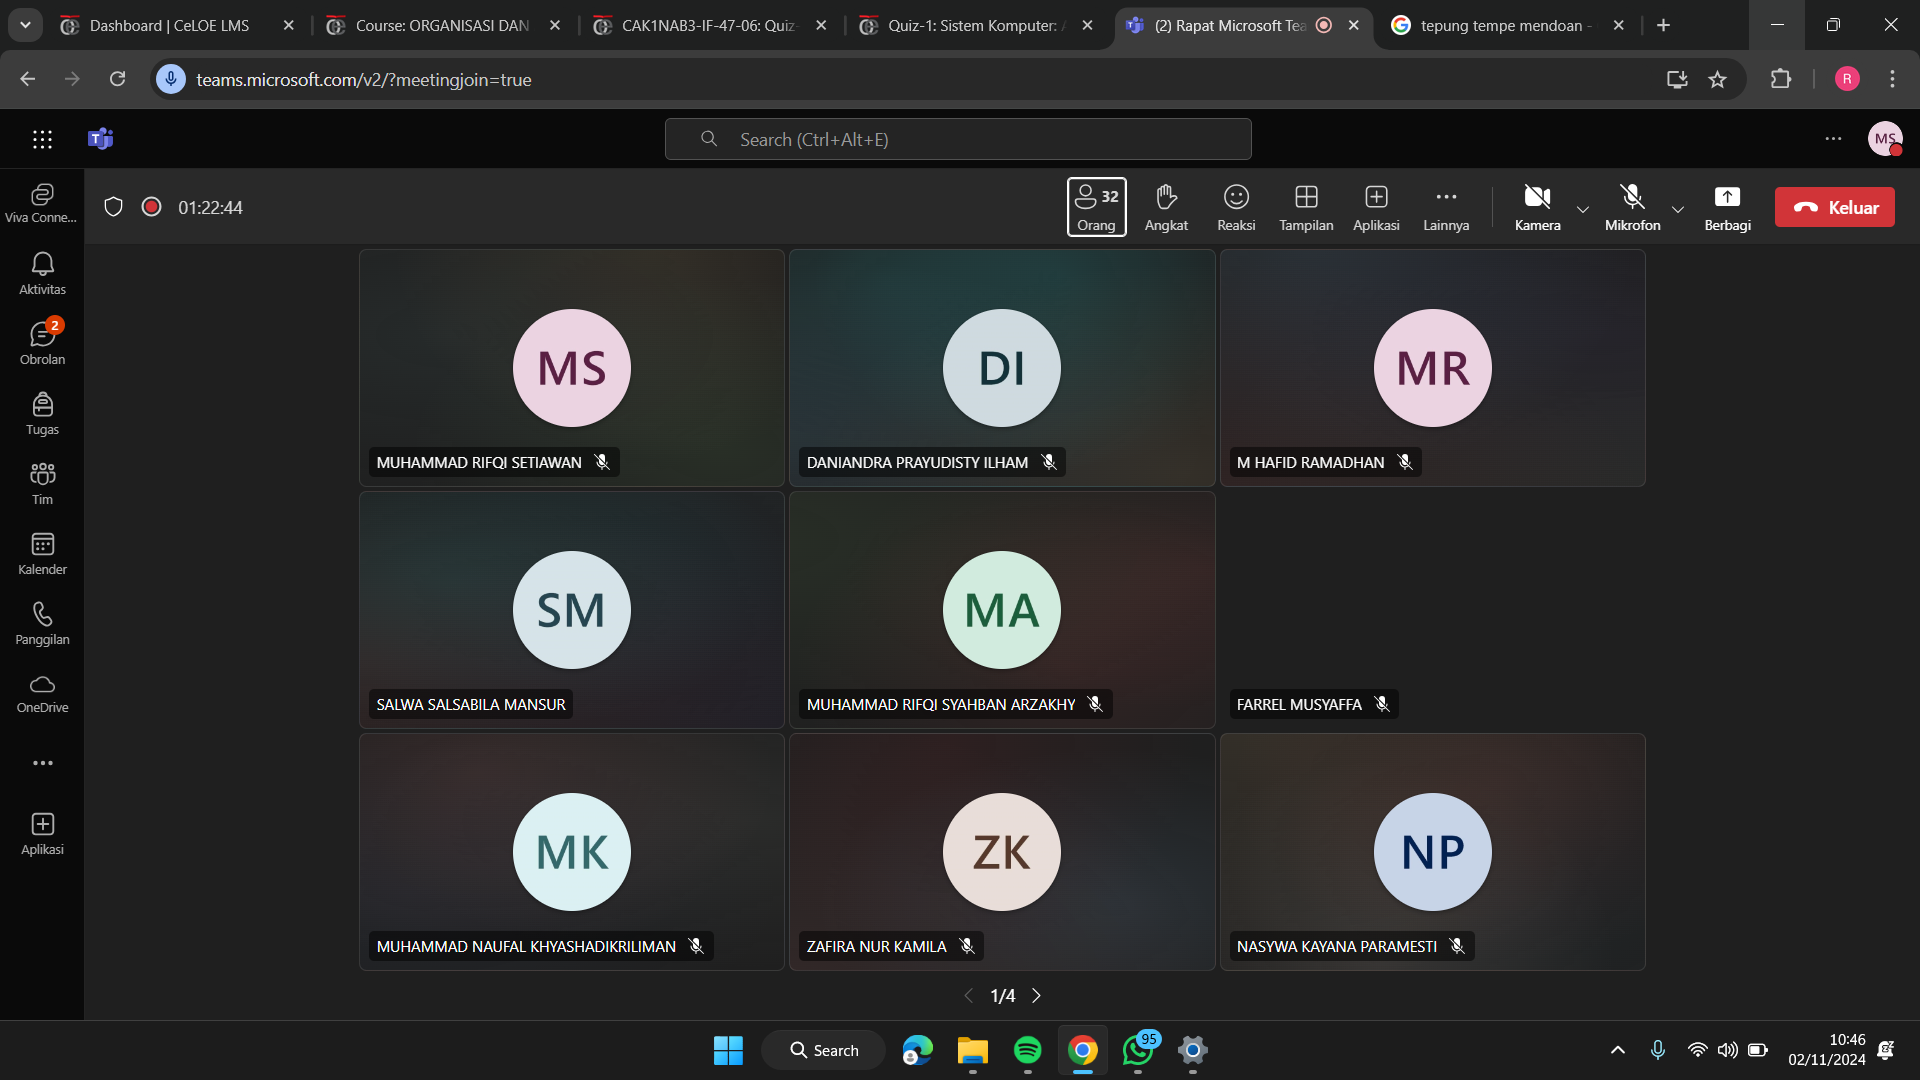 Dashboard | CeLOE LMS
Course: ORGANISASI DAN
CAK1NAB3-IF-47-06: Quiz-
Quiz-1: Sistem Komputer: A
(2) Rapat Microsoft Tea
tepung tempe mendoan -
teams.microsoft.com/v2/?meetingjoin=true
R
T
Search (Ctrl+Alt+E)
MS
Viva Conne...
Aktivitas
2
Obrolan
Tugas
Tim
Kalender
Panggilan
OneDrive
Aplikasi
01:22:44
32
Orang
Angkat
Reaksi
Tampilan
Aplikasi
Lainnya
Kamera
Mikrofon
Berbagi
Keluar
MS
MUHAMMAD RIFQI SETIAWAN
DI
DANIANDRA PRAYUDISTY ILHAM
MR
M HAFID RAMADHAN
SM
SALWA SALSABILA MANSUR
MA
MUHAMMAD RIFQI SYAHBAN ARZAKHY
FARREL MUSYAFFA
MK
MUHAMMAD NAUFAL KHYASHADIKRILIMAN
ZK
ZAFIRA NUR KAMILA
NP
NASYWA KAYANA PARAMESTI
1/4
Search
95
10:46
02/11/2024